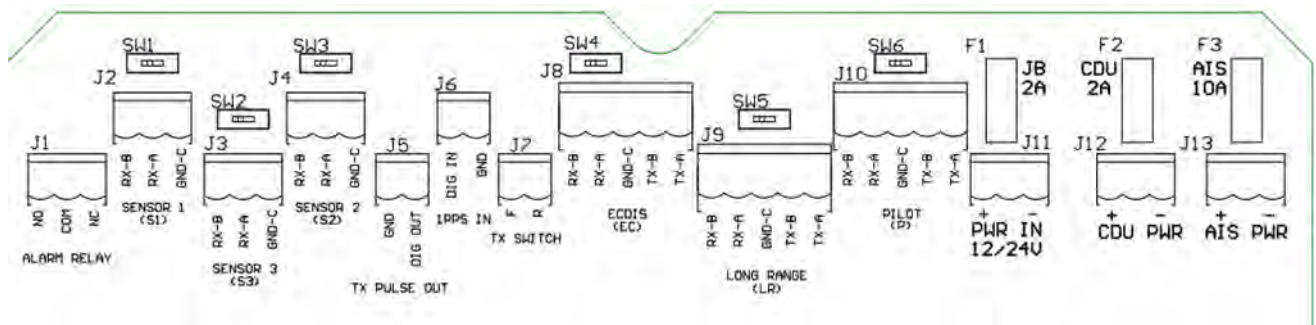 SW1
SW3
SW4
SW6
F1
F2
F3
J2
J4
J6
J8
J10
JB
2A
CDU
2A
AIS
10A
SW2
SW5
J1
J3
J5
J7
J9
J11
J12
J13
RX-B
RX-A
GND-C
RX-B
RX-A
GND-C
DIG IN
GND
RX-B
RX-A
GND-C
TX-B
TX-A
RX-B
RX-A
GND-C
TX-B
TX-A
NO
COM
NC
SENSOR 1
(S1)
RX-B
RX-A
GND-C
SENSOR 2
(S2)
GND
DIG OUT
1PPS IN
F
R
TX SWITCH
ECDIS
(EC)
RX-B
RX-A
GND-C
TX-B
TX-A
PILOT
+ -
PWR IN
12/24V
+ -
CDU PWR
+ -
AIS PWR
ALARM RELAY
SENSOR 3
(S3)
TX PULSE OUT
LONG RANGE
(LR)